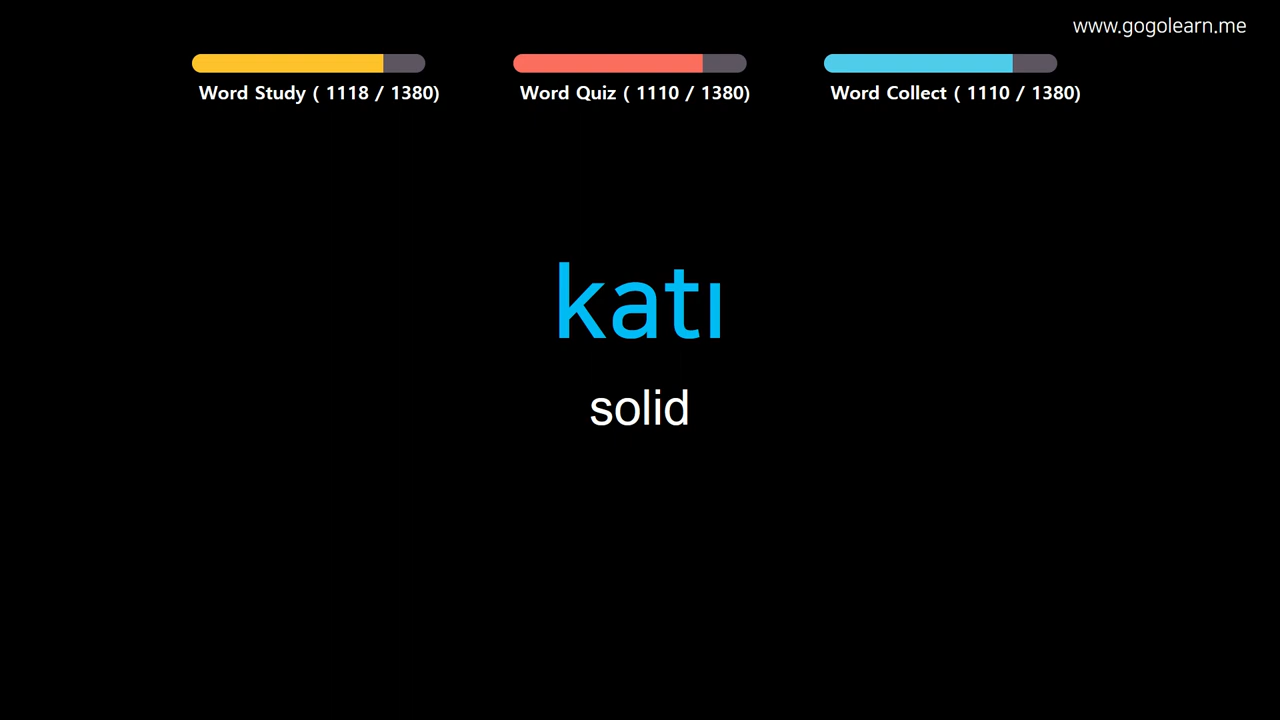 www.gogolearn.me
Word Study ( 1118 / 1380)
Word Quiz ( 1110 / 1380)
Word Collect ( 1110 / 1380)
katı
solid